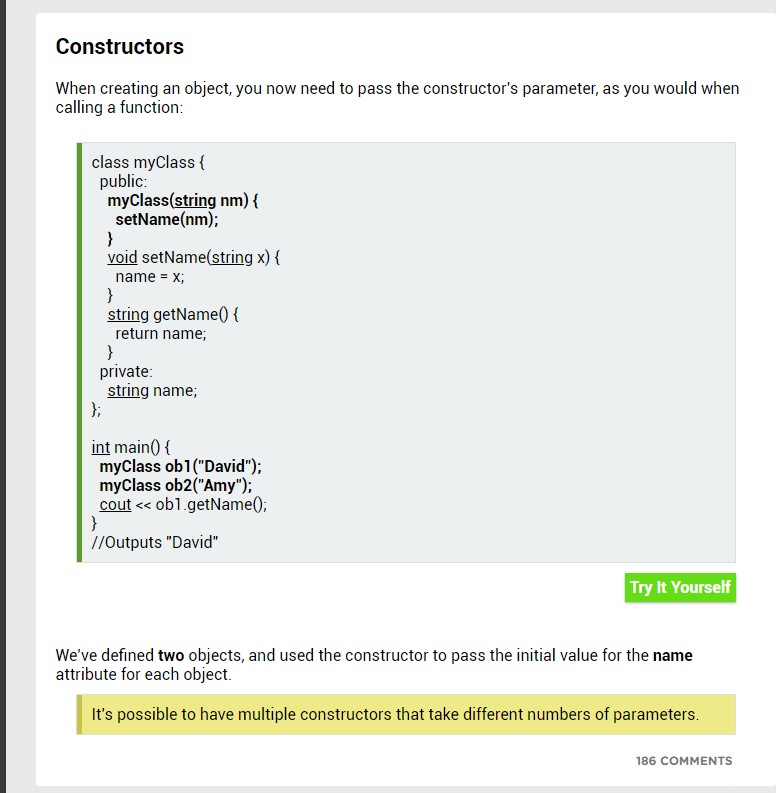 Constructors
When creating an object, you now need to pass the constructor's parameter, as you would when
calling a function:
class myClass {
public:
myClass(string nm) {
setName(nm);
}
void setName(string x) {
name = x;
}
string getName() {
return name;
}
private:
string name;
};
int main() {
myClass ob1("David");
myClass ob2("Amy");
cout << ob1.getName();
}
//Outputs "David"
Try It Yourself
We've defined two objects, and used the constructor to pass the initial value for the name
attribute for each object.
It's possible to have multiple constructors that take different numbers of parameters.
186 COMMENTS